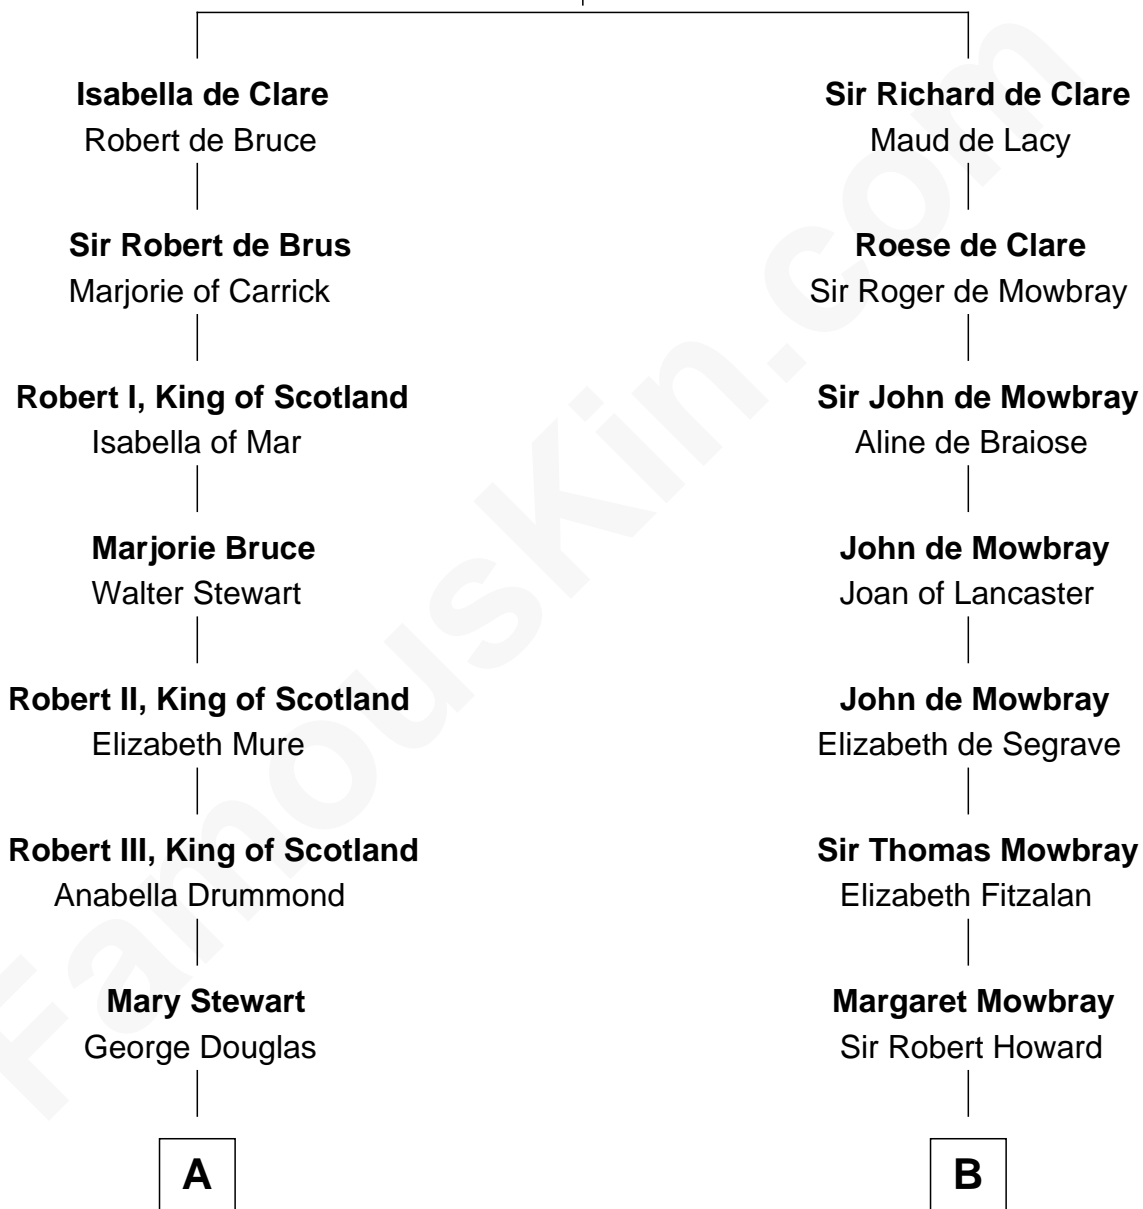 Isabella de Clare
Robert de Bruce
Sir Richard de Clare
Maud de Lacy
Sir Robert de Brus
Marjorie of Carrick
Roese de Clare
Sir Roger de Mowbray
Robert I, King of Scotland
Isabella of Mar
Sir John de Mowbray
Aline de Braiose
Marjorie Bruce
Walter Stewart
John de Mowbray
Joan of Lancaster
Robert II, King of Scotland
Elizabeth Mure
John de Mowbray
Elizabeth de Segrave
Robert III, King of Scotland
Anabella Drummond
Sir Thomas Mowbray
Elizabeth Fitzalan
Mary Stewart
George Douglas
Margaret Mowbray
Sir Robert Howard
A
B
FamousKin.com